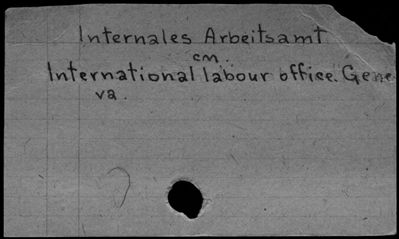 Internales Arbeitsamt
cm.
International labour office. Gene
va.